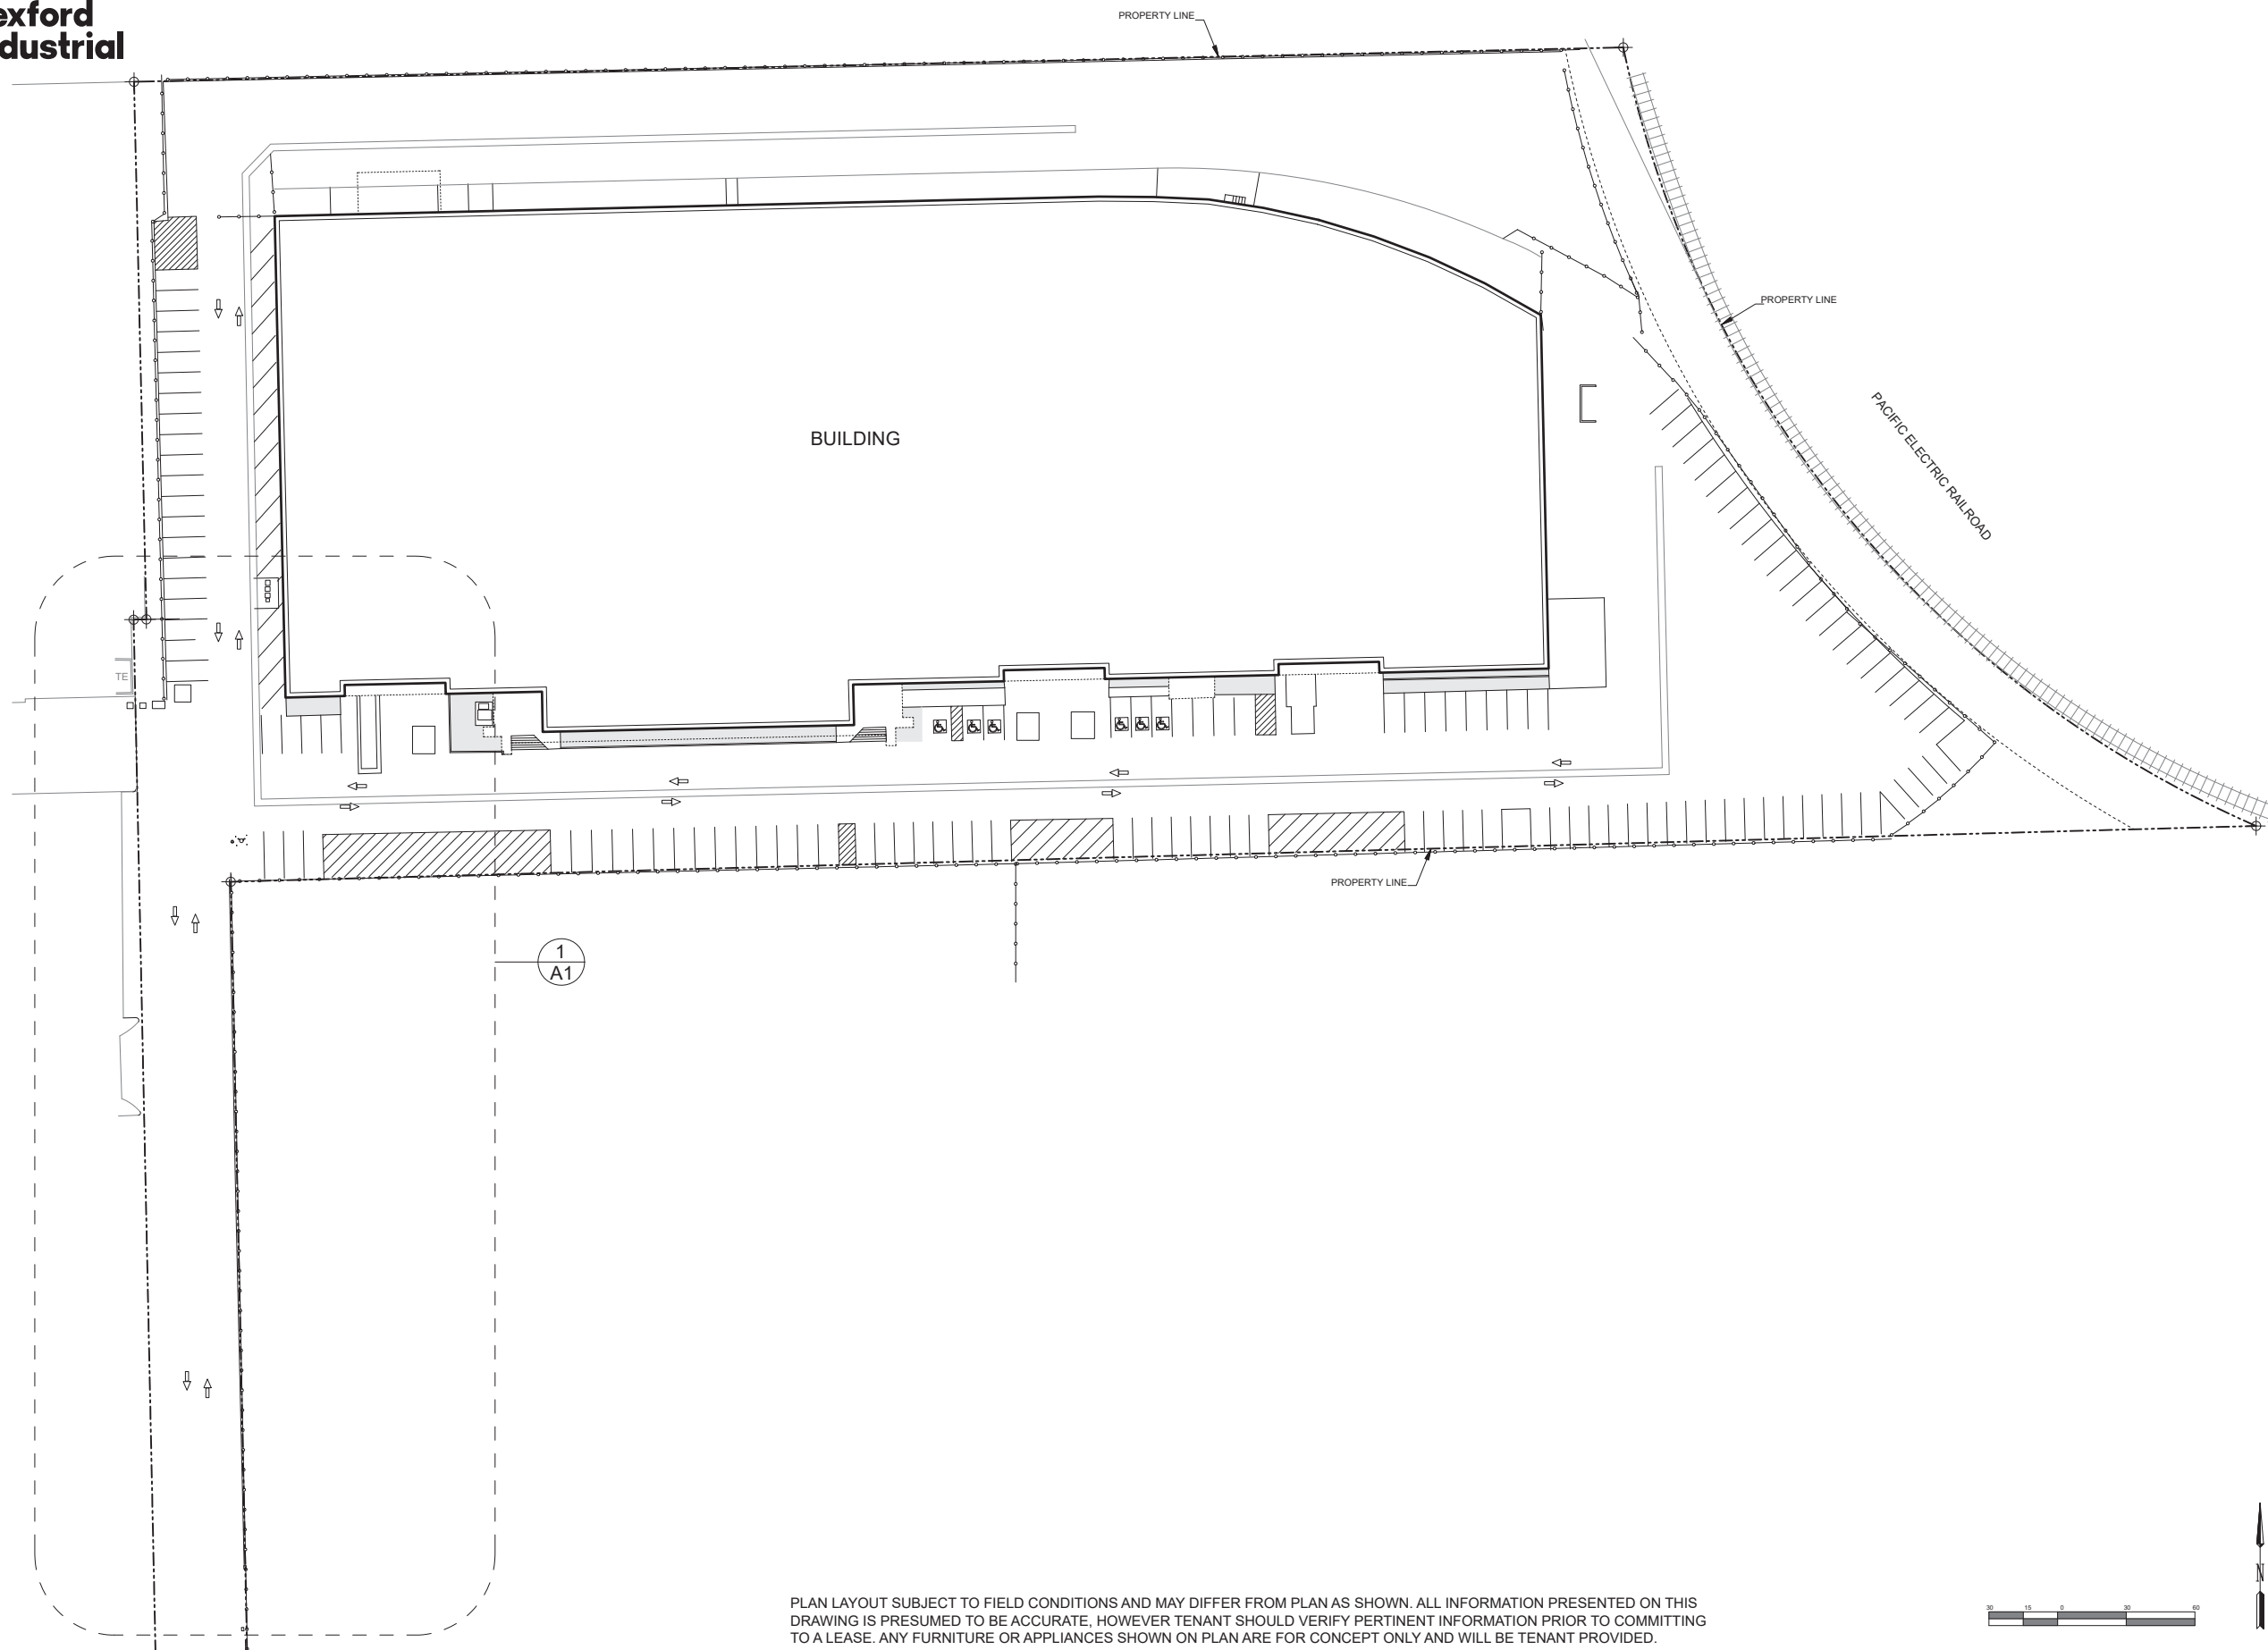 exford
dustrial
PROPERTY LINE
PROPERTY LINE
PACIFIC ELECTRIC RAILROAD
BUILDING
TE
PROPERTY LINE
1
A1
PLAN LAYOUT SUBJECT TO FIELD CONDITIONS AND MAY DIFFER FROM PLAN AS SHOWN. ALL INFORMATION PRESENTED ON THIS
DRAWING IS PRESUMED TO BE ACCURATE, HOWEVER TENANT SHOULD VERIFY PERTINENT INFORMATION PRIOR TO COMMITTING
TO A LEASE. ANY FURNITURE OR APPLIANCES SHOWN ON PLAN ARE FOR CONCEPT ONLY AND WILL BE TENANT PROVIDED.
30 15 0 30 60
N